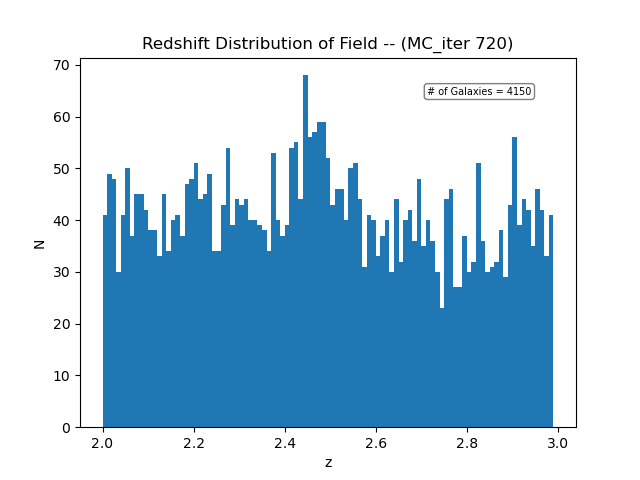 Redshift Distribution of Field -- (MC_iter 720)
# of Galaxies = 4150
70
60
50
40
30
20
10
0
N
2.0 2.2 2.4 2.6 2.8 3.0
z